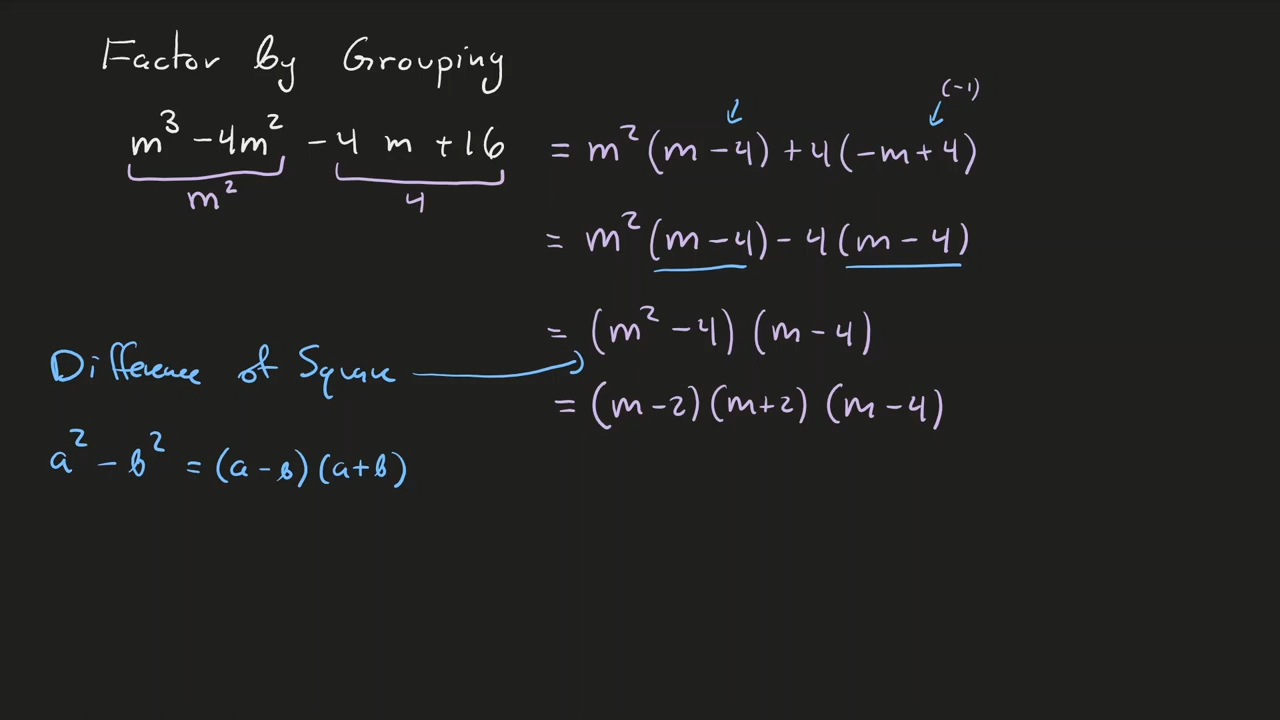 Factor by Grouping
m³ − 4m² − 4 m + 16 = m²(m − 4) + 4(−m + 4)
(−1)
m²
4
= m²(m − 4) − 4(m − 4)
= (m² − 4)(m − 4)
Difference of Square
= (m − 2)(m + 2)(m − 4)
a² − b² = (a − b)(a + b)